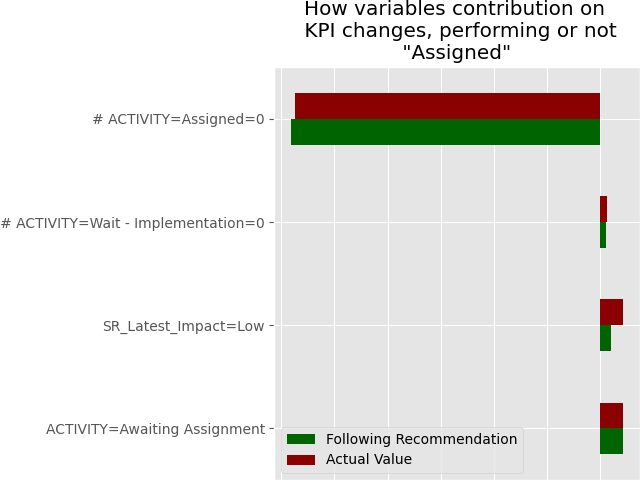 How variables contribution on
KPI changes, performing or not
"Assigned"
# ACTIVITY=Assigned=0
# ACTIVITY=Wait - Implementation=0
SR_Latest_Impact=Low
ACTIVITY=Awaiting Assignment
Following Recommendation
Actual Value